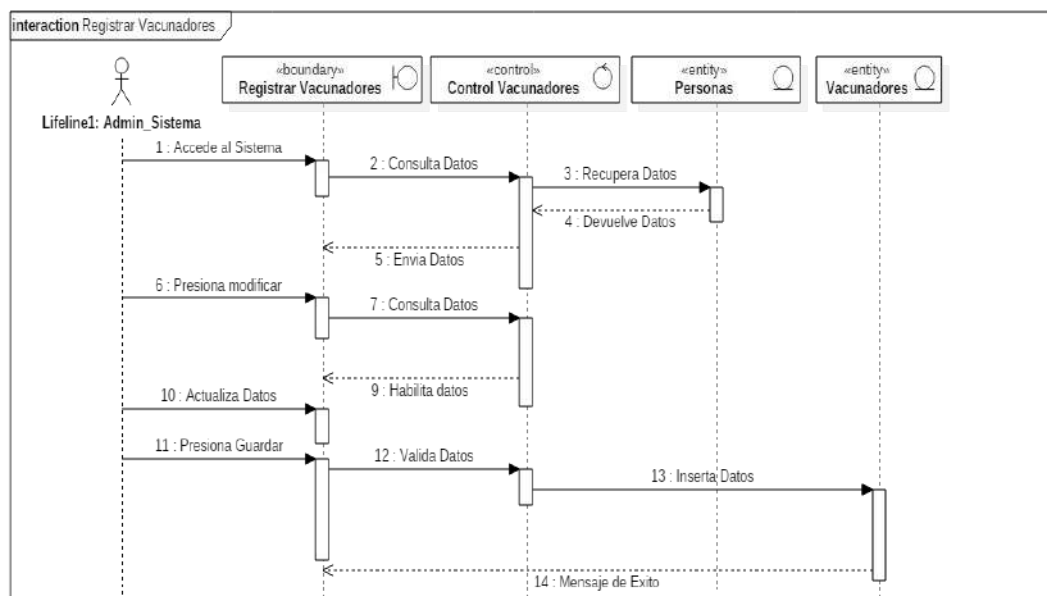 interaction Registrar Vacunadores
«boundary»
Registrar Vacunadores
«control»
Control Vacunadores
«entity»
Personas
«entity»
Vacunadores
Lifeline1: Admin_Sistema
1 : Accede al Sistema
2 : Consulta Datos
3 : Recupera Datos
4 : Devuelve Datos
5 : Envia Datos
6 : Presiona modificar
7 : Consulta Datos
9 : Habilita datos
10 : Actualiza Datos
11 : Presiona Guardar
12 : Valida Datos
13 : Inserta Datos
14 : Mensaje de Exito